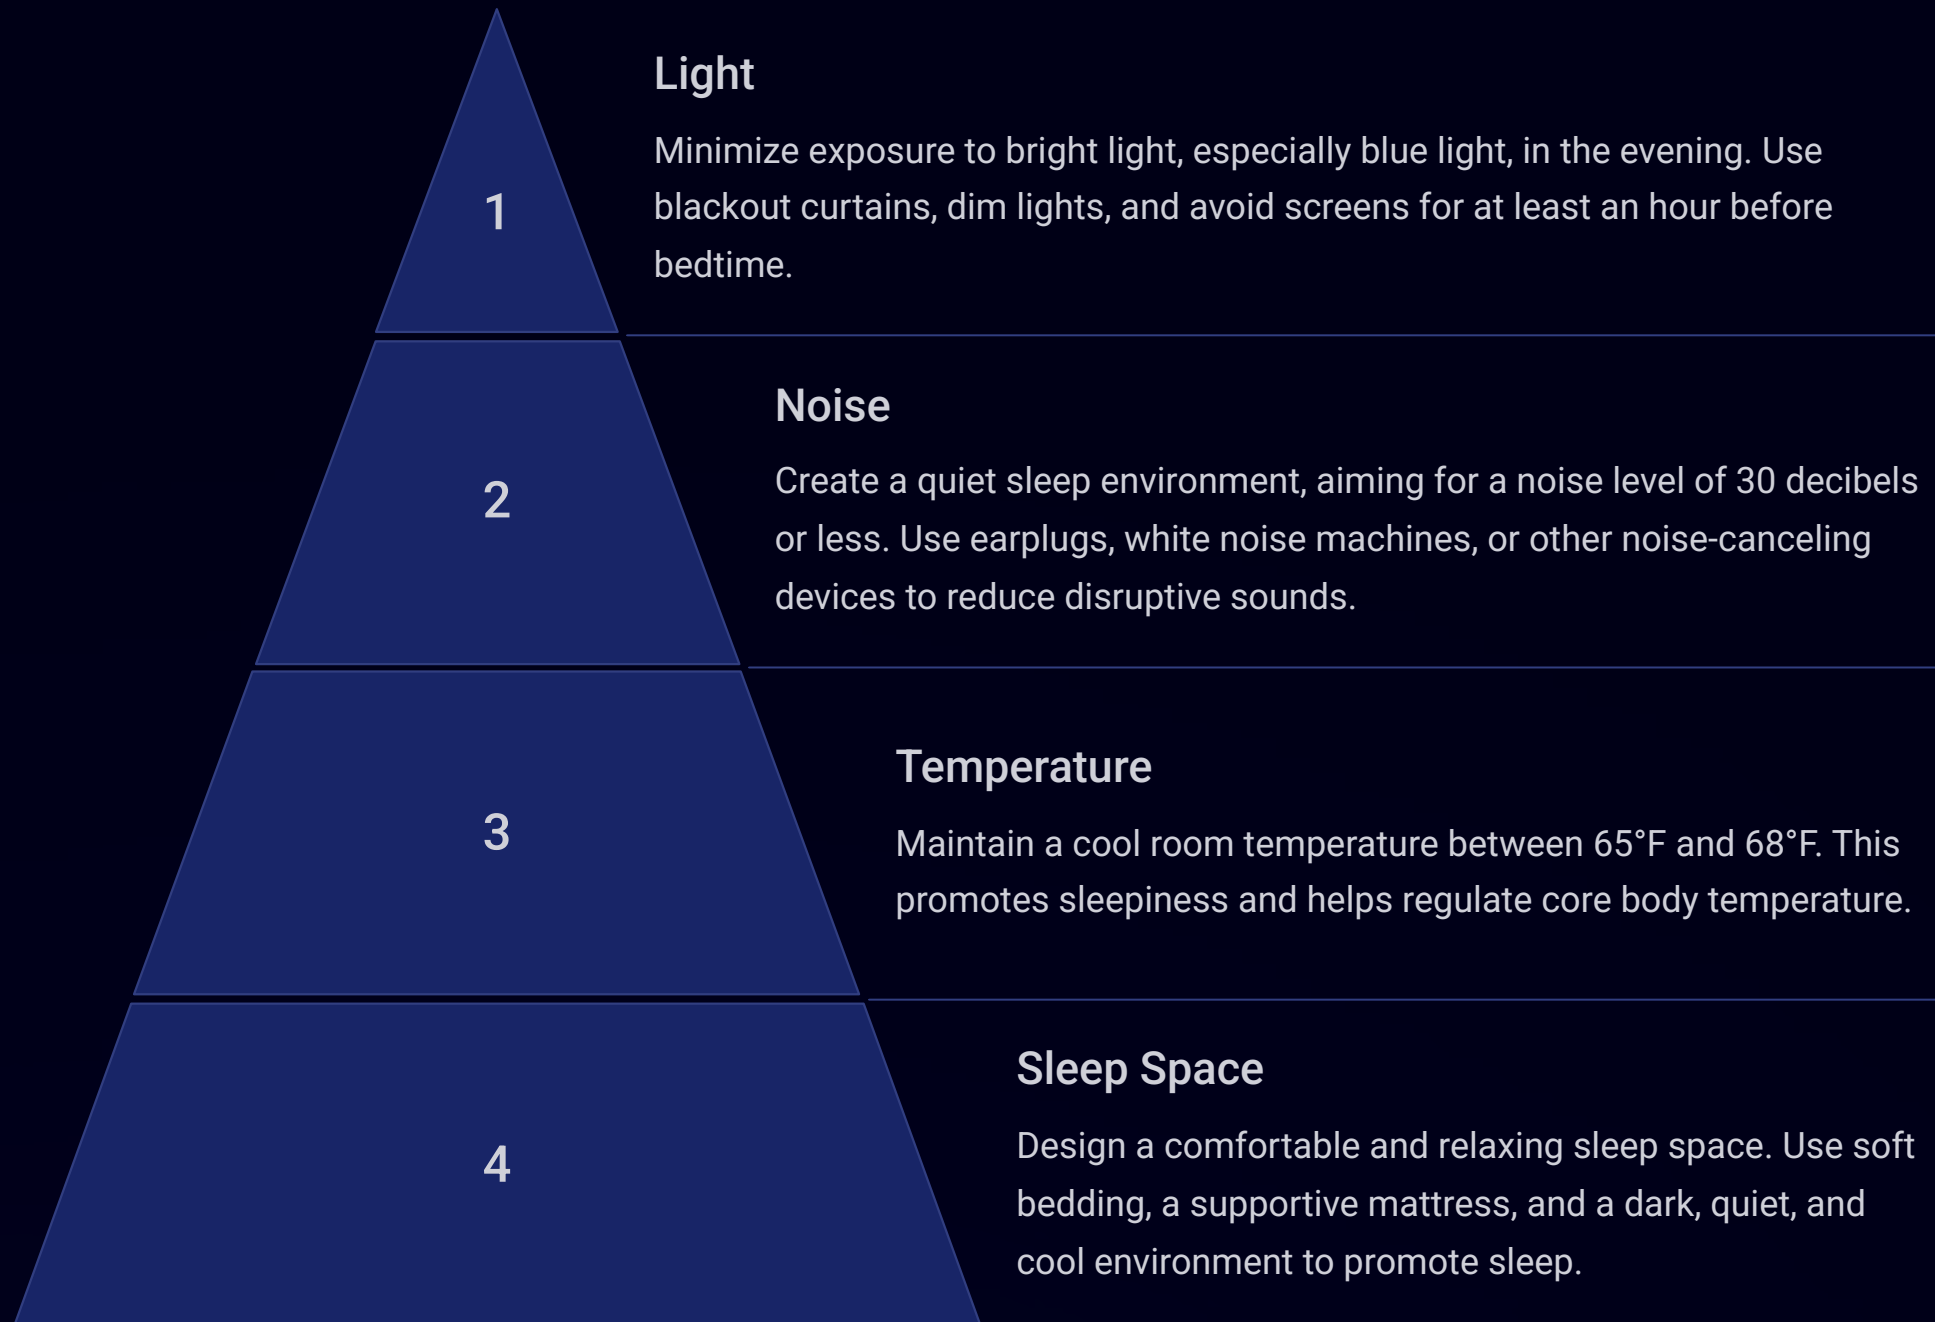 Light
Minimize exposure to bright light, especially blue light, in the evening. Use
blackout curtains, dim lights, and avoid screens for at least an hour before
bedtime.
1
Noise
Create a quiet sleep environment, aiming for a noise level of 30 decibels
or less. Use earplugs, white noise machines, or other noise-canceling
devices to reduce disruptive sounds.
2
Temperature
Maintain a cool room temperature between 65°F and 68°F. This
promotes sleepiness and helps regulate core body temperature.
3
Sleep Space
Design a comfortable and relaxing sleep space. Use soft
bedding, a supportive mattress, and a dark, quiet, and
cool environment to promote sleep.
4